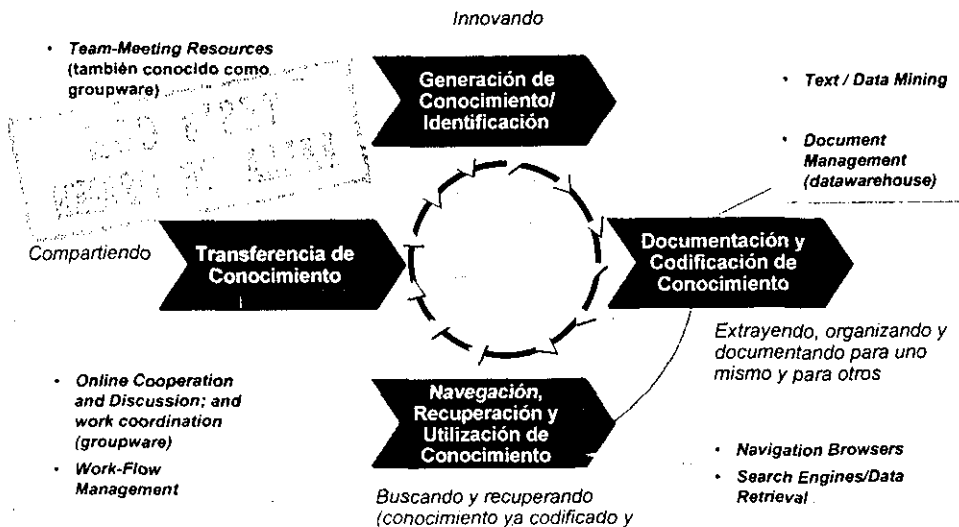 Innovando
• Team-Meeting Resources
(también conocido como
groupware)
Generación de
Conocimiento/
Identificación
• Text / Data Mining
• Document
Management
(datawarehouse)
Compartiendo
Transferencia de
Conocimiento
Documentación y
Codificación de
Conocimiento
Extrayendo, organizando y
documentando para uno
mismo y para otros
• Online Cooperation
and Discussion; and
work coordination
(groupware)
• Work-Flow
Management
Navegación,
Recuperación y
Utilización de
Conocimiento
• Navigation Browsers
• Search Engines/Data
Retrieval
Buscando y recuperando
(conocimiento ya codificado y